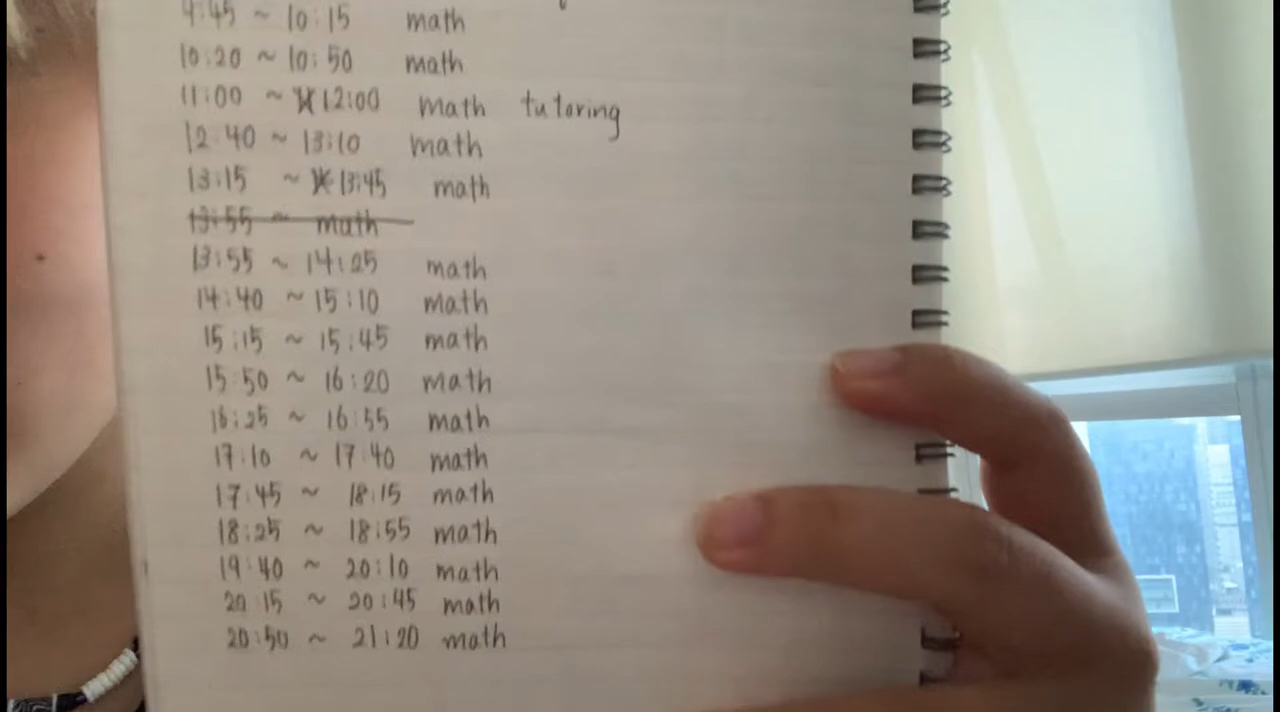 9:45 ~ 10:15 math
10:20 ~ 10:50 math
11:00 ~ 12:00 math tutoring
12:40 ~ 13:10 math
13:15 ~ 13:45 math
13:55 ~ math
13:55 ~ 14:25 math
14:40 ~ 15:10 math
15:15 ~ 15:45 math
15:50 ~ 16:20 math
16:25 ~ 16:55 math
17:10 ~ 17:40 math
17:45 ~ 18:15 math
18:25 ~ 18:55 math
19:40 ~ 20:10 math
20:15 ~ 20:45 math
20:50 ~ 21:20 math